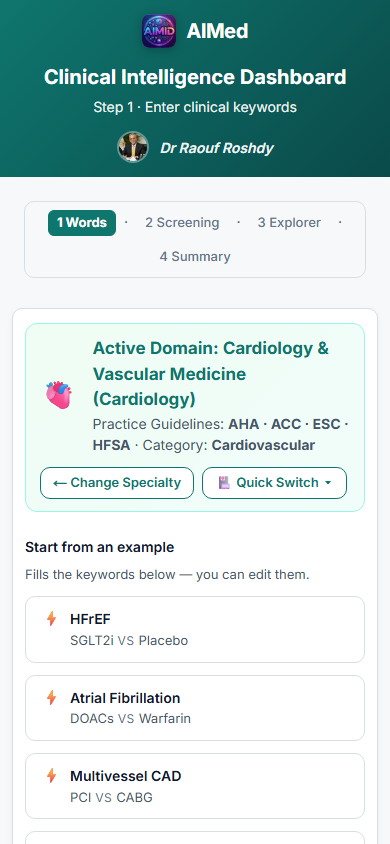 AIMID
AIMed
Clinical Intelligence Dashboard
Step 1 · Enter clinical keywords
Dr Raouf Roshdy
1 Words · 2 Screening · 3 Explorer ·
4 Summary
Active Domain: Cardiology &
Vascular Medicine
(Cardiology)
Practice Guidelines: AHA · ACC · ESC ·
HFSA · Category: Cardiovascular
← Change Specialty
Quick Switch
Start from an example
Fills the keywords below — you can edit them.
HFrEF
SGLT2i VS Placebo
Atrial Fibrillation
DOACs VS Warfarin
Multivessel CAD
PCI VS CABG